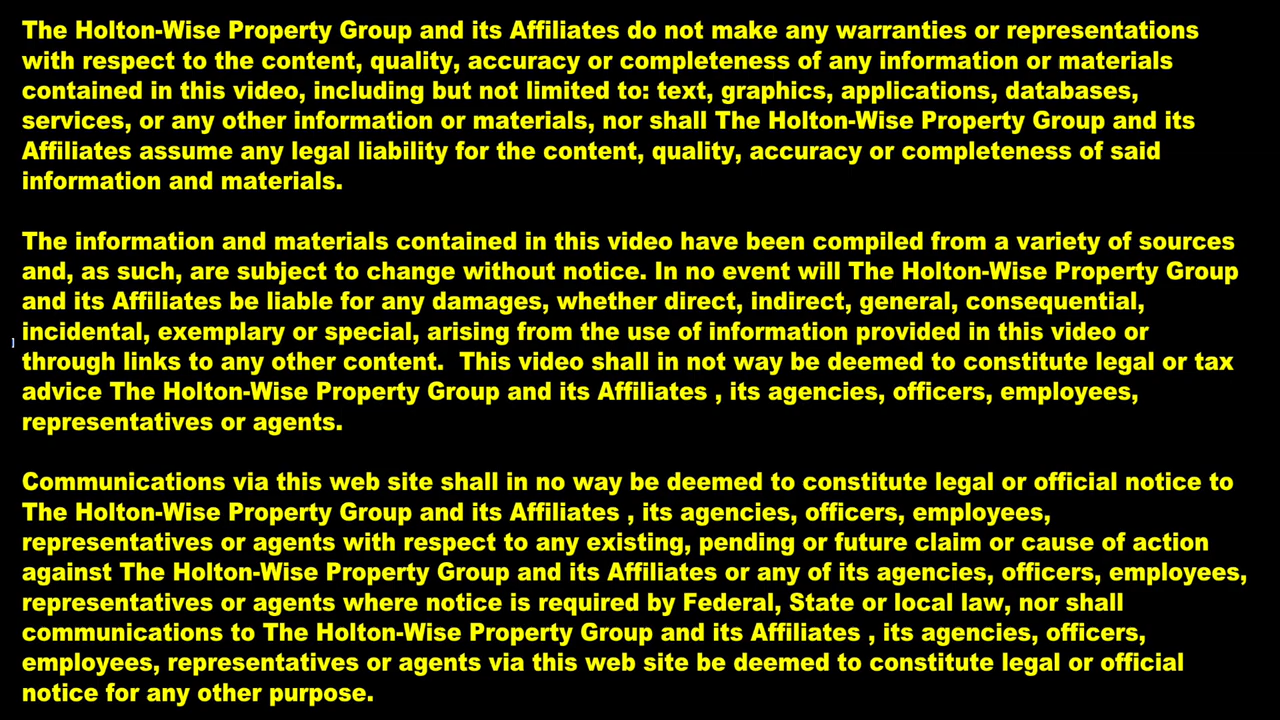 The Holton-Wise Property Group and its Affiliates do not make any warranties or representations
with respect to the content, quality, accuracy or completeness of any information or materials
contained in this video, including but not limited to: text, graphics, applications, databases,
services, or any other information or materials, nor shall The Holton-Wise Property Group and its
Affiliates assume any legal liability for the content, quality, accuracy or completeness of said
information and materials.
The information and materials contained in this video have been compiled from a variety of sources
and, as such, are subject to change without notice. In no event will The Holton-Wise Property Group
and its Affiliates be liable for any damages, whether direct, indirect, general, consequential,
incidental, exemplary or special, arising from the use of information provided in this video or
through links to any other content.  This video shall in not way be deemed to constitute legal or tax
advice The Holton-Wise Property Group and its Affiliates , its agencies, officers, employees,
representatives or agents.
Communications via this web site shall in no way be deemed to constitute legal or official notice to
The Holton-Wise Property Group and its Affiliates , its agencies, officers, employees,
representatives or agents with respect to any existing, pending or future claim or cause of action
against The Holton-Wise Property Group and its Affiliates or any of its agencies, officers, employees,
representatives or agents where notice is required by Federal, State or local law, nor shall
communications to The Holton-Wise Property Group and its Affiliates , its agencies, officers,
employees, representatives or agents via this web site be deemed to constitute legal or official
notice for any other purpose.